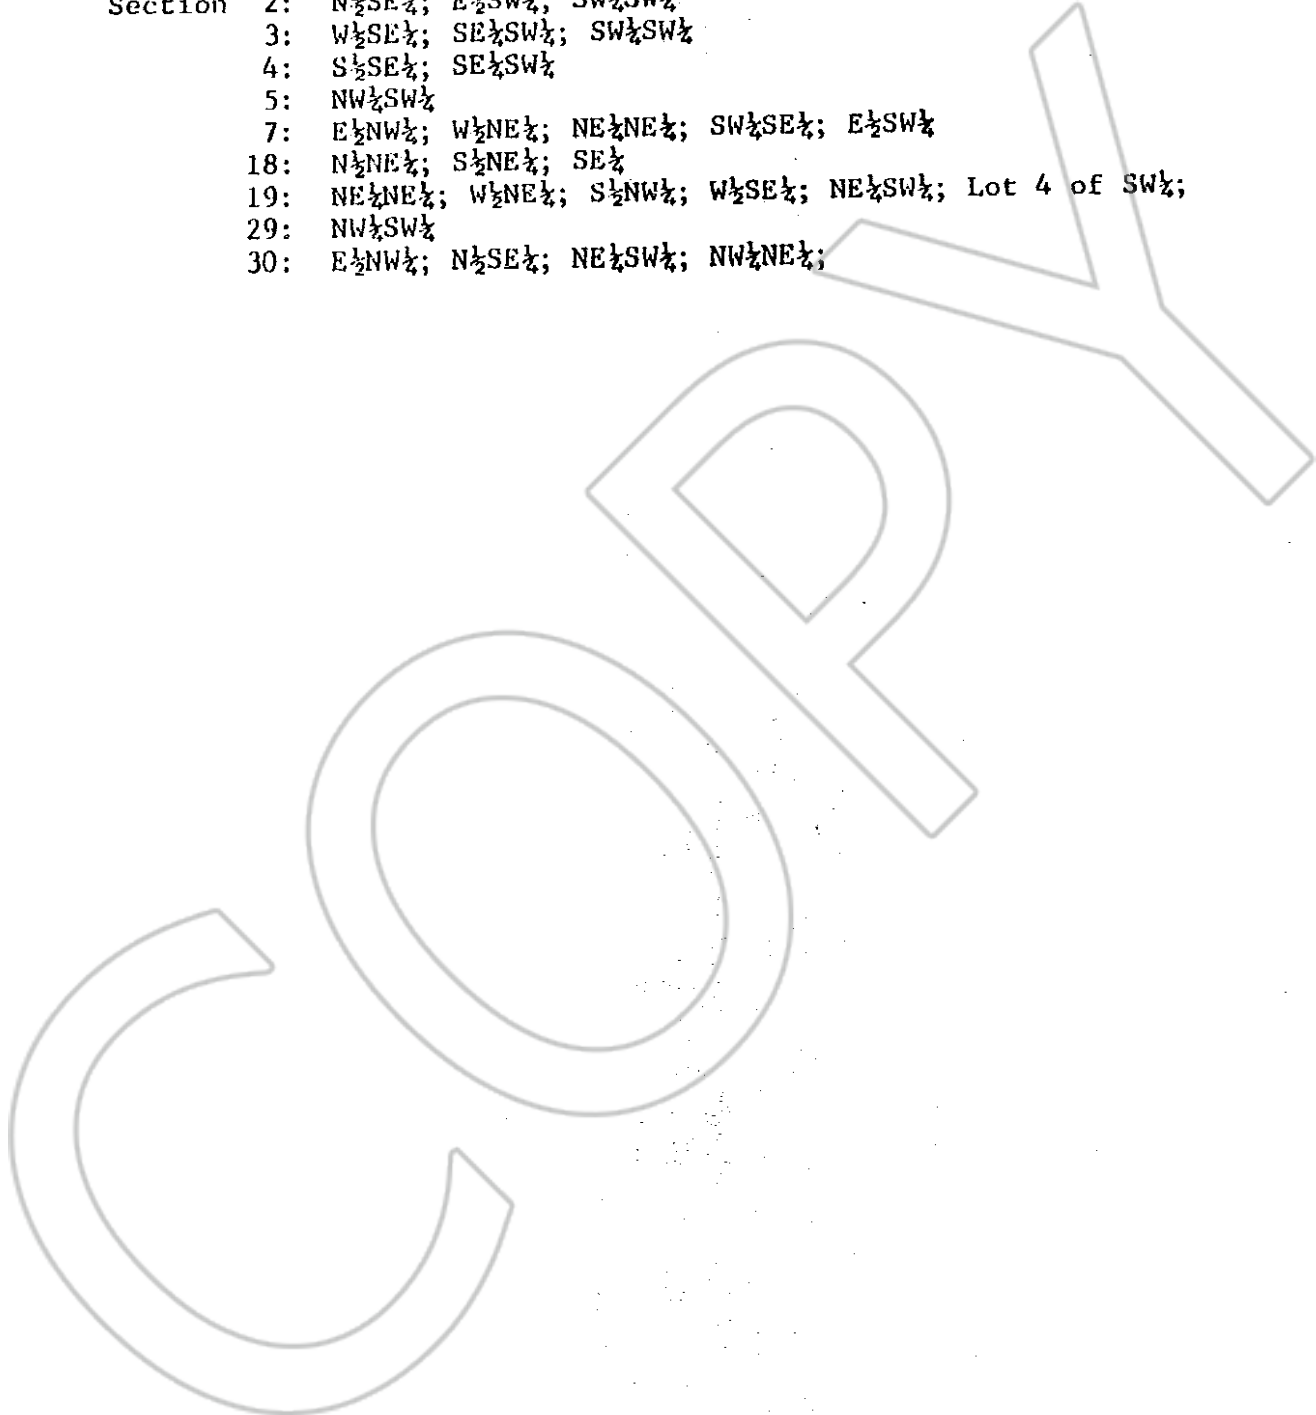 Section 2: N½SE¼; E½SW¼; SW¼SW¼
3: W½SE¼; SE¼SW¼; SW¼SW¼
4: S½SE¼; SE¼SW¼
5: NW¼SW¼
7: E½NW¼; W½NE¼; NE¼NE¼; SW¼SE¼; E½SW¼
18: N½NE¼; S½NE¼; SE¼
19: NE¼NE¼; W½NE¼; S½NW¼; W½SE¼; NE¼SW¼; Lot 4 of SW¼;
29: NW¼SW¼
30: E½NW¼; N½SE¼; NE¼SW¼; NW¼NE¼;
COPY